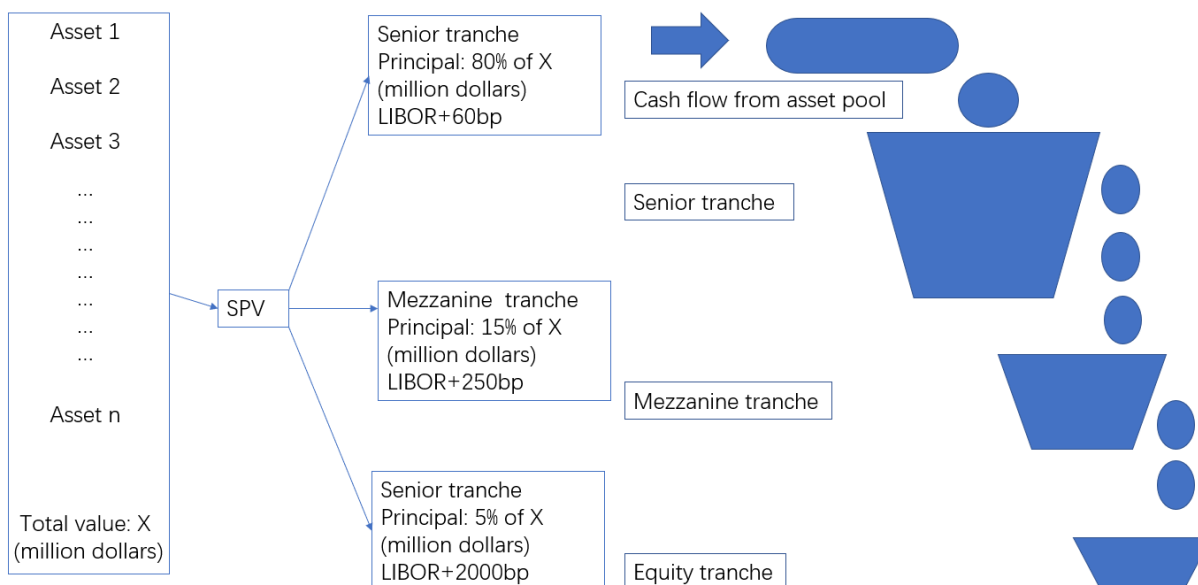 Asset 1
Asset 2
Asset 3
...
...
...
...
...
...
...
Asset n
Total value: X
(million dollars)
SPV
Senior tranche
Principal: 80% of X
(million dollars)
LIBOR+60bp
Mezzanine tranche
Principal: 15% of X
(million dollars)
LIBOR+250bp
Senior tranche
Principal: 5% of X
(million dollars)
LIBOR+2000bp
Cash flow from asset pool
Senior tranche
Mezzanine tranche
Equity tranche